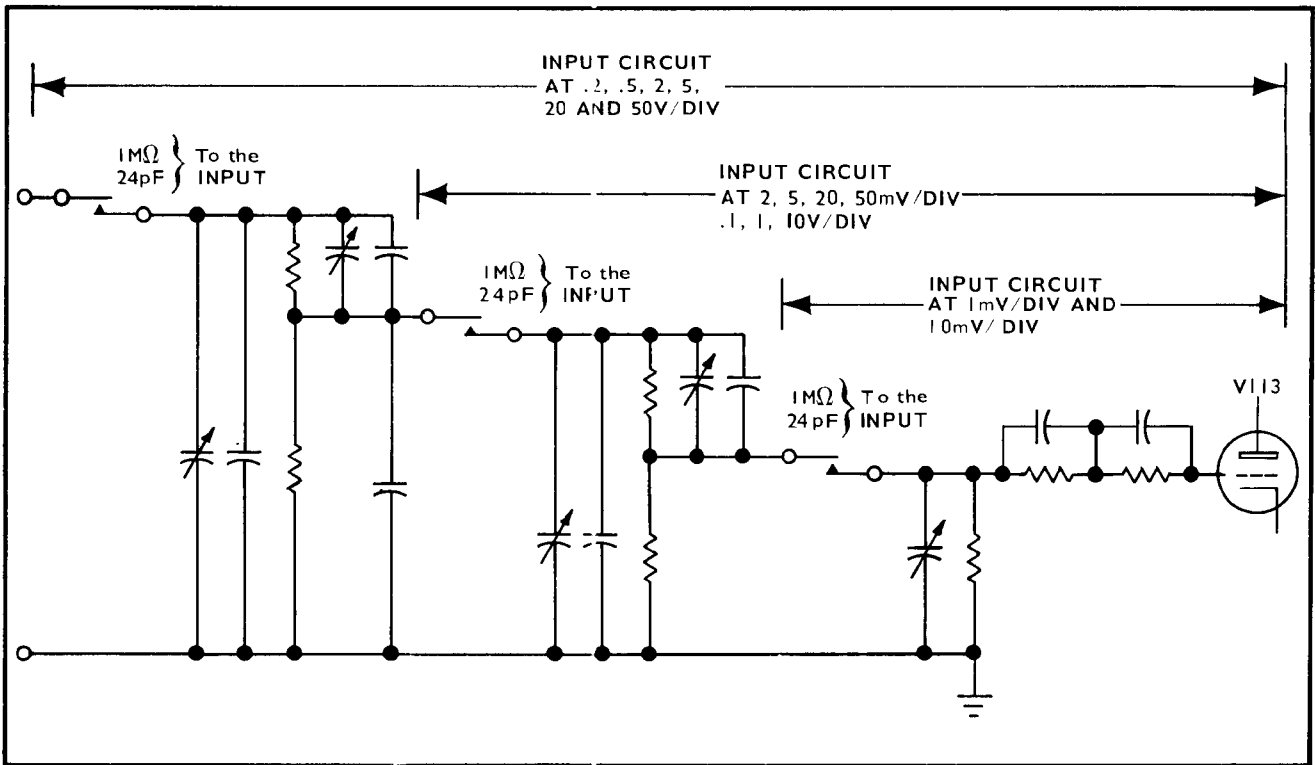 INPUT CIRCUIT
AT .2, .5, 2, 5,
20 AND 50V/DIV
1MΩ } To the
24pF } INPUT
INPUT CIRCUIT
AT 2, 5, 20, 50mV/DIV
.1, 1, 10V/DIV
1MΩ } To the
24pF } INPUT
INPUT CIRCUIT
AT 1mV/DIV AND
10mV/DIV
1MΩ } To the
24pF } INPUT
V113